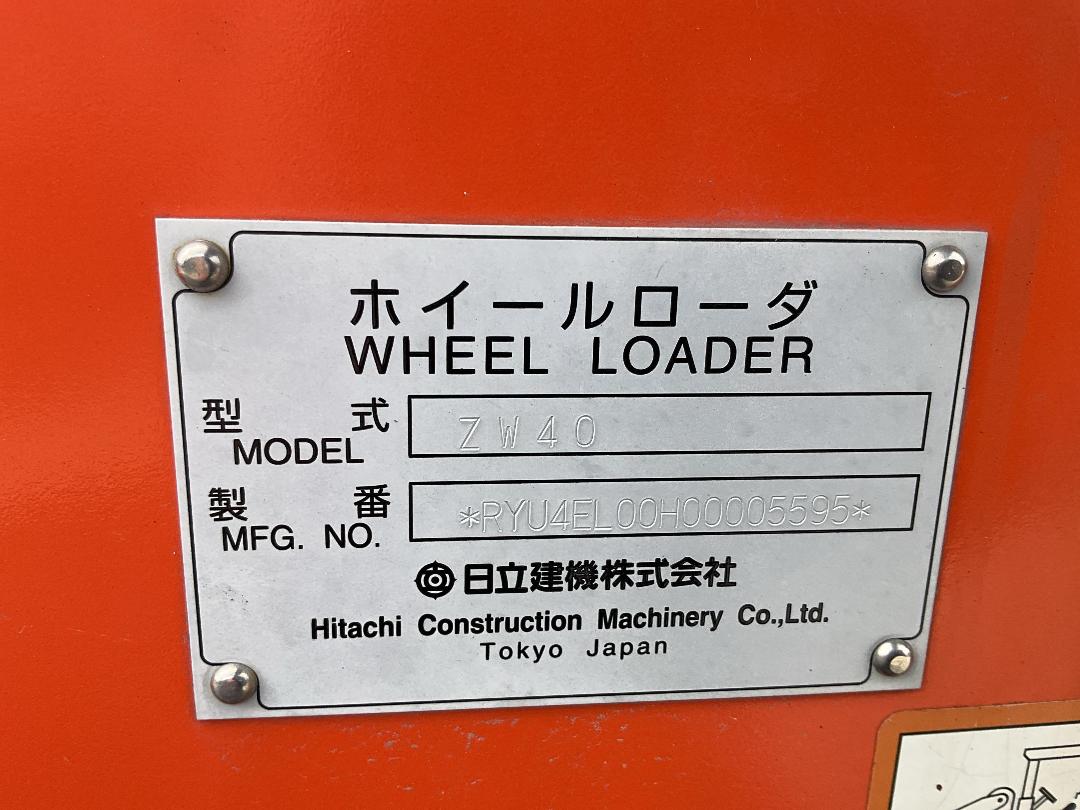 ホイールローダ
WHEEL LOADER
型式 ZW40
MODEL
製番 *RYU4EL00H00005595*
MFG. NO.
日立建機株式会社
Hitachi Construction Machinery Co.,Ltd.
Tokyo Japan